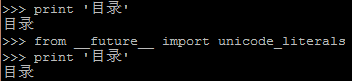 >>> print '目录'
目录
>>> from __future__ import unicode_literals
>>> print '目录'
目录